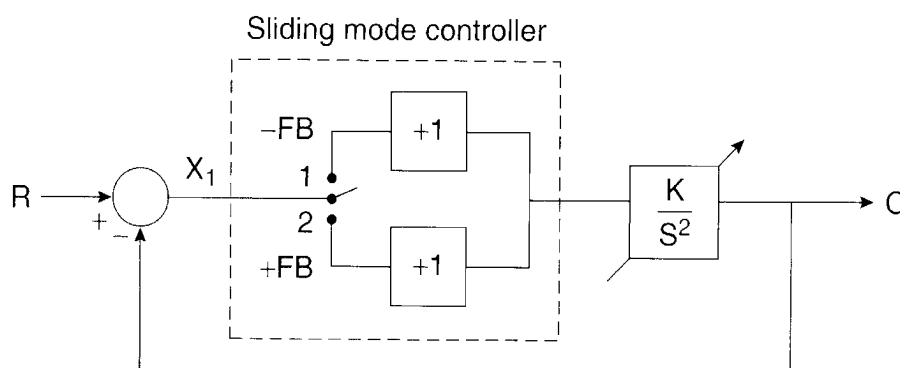 Sliding mode controller
−FB
+1
X1
1
R
+
−
2
K
S2
C
+FB
+1